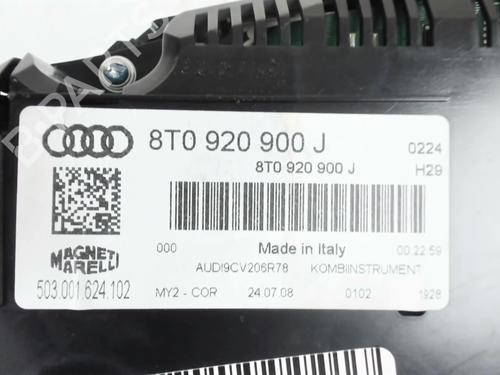 8T0 920 900 J
0224
8T0 920 900 J
H29
000
Made in Italy
00:22:59
MAGNETI
MARELLI
AUDI9CV206R78
KOMBIINSTRUMENT
503.001.624.102
MY2 - COR
24.07.08
0102
1928